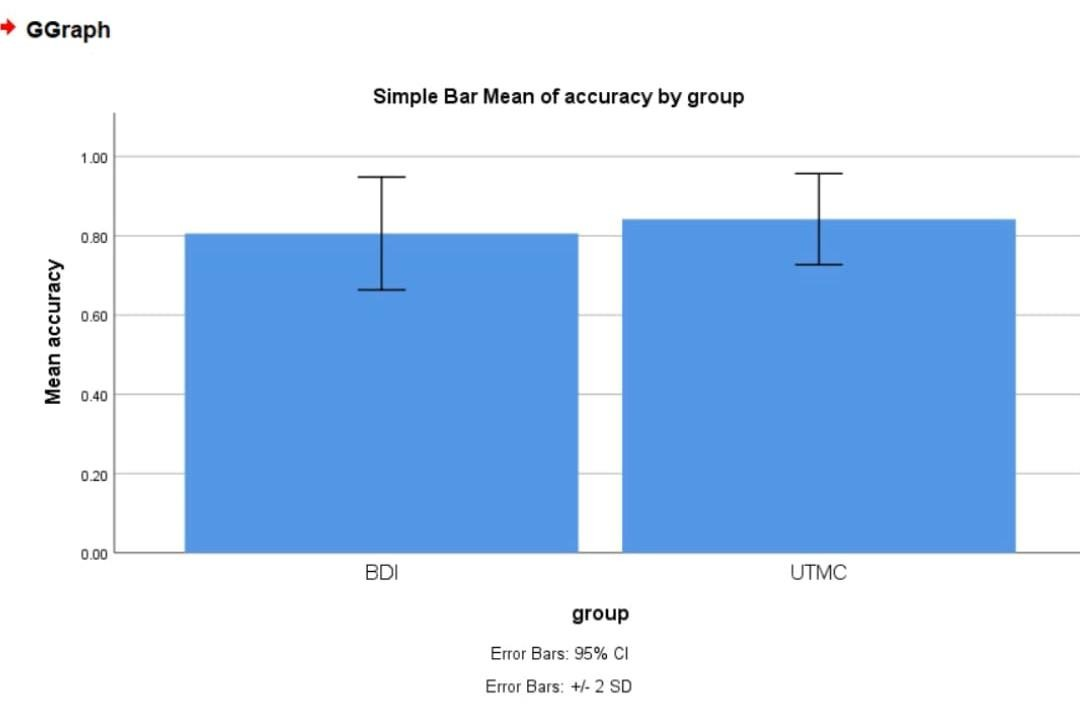 GGraph
Simple Bar Mean of accuracy by group
Mean accuracy
1.00
0.80
0.60
0.40
0.20
0.00
BDI UTMC
group
Error Bars: 95% CI
Error Bars: +/- 2 SD